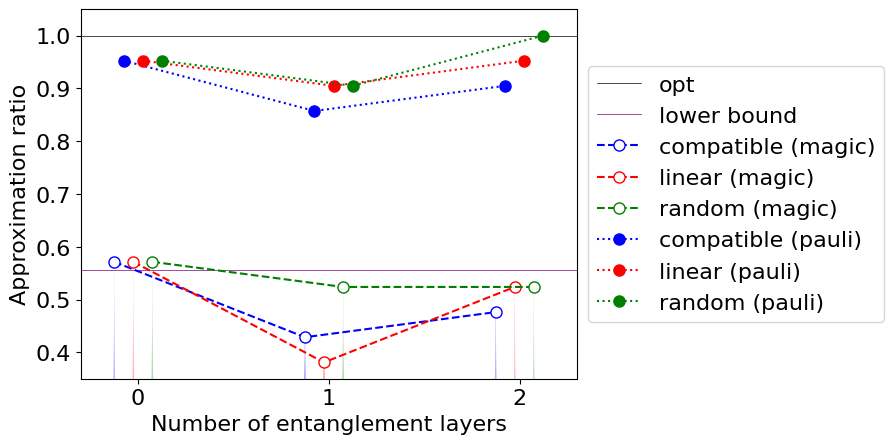 Approximation ratio
1.0
0.9
0.8
0.7
0.6
0.5
0.4
0
1
2
Number of entanglement layers
opt
lower bound
compatible (magic)
linear (magic)
random (magic)
compatible (pauli)
linear (pauli)
random (pauli)